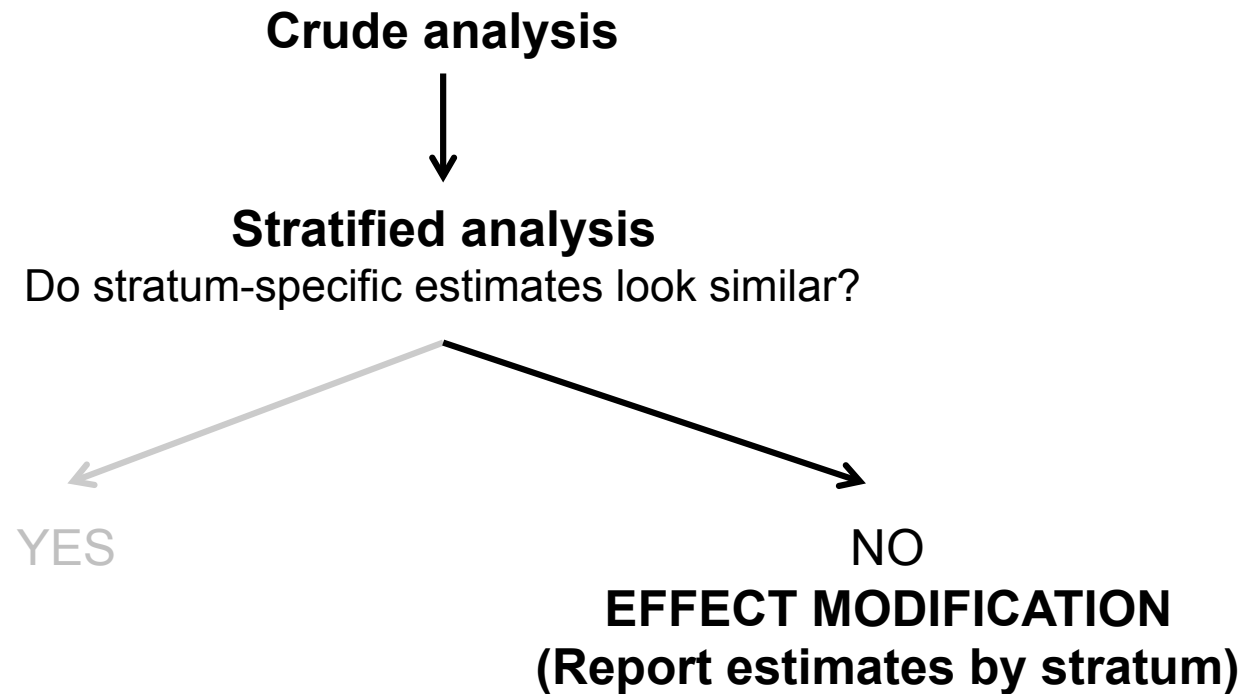 Crude analysis
Stratified analysis
Do stratum-specific estimates look similar?
YES
NO
EFFECT MODIFICATION
(Report estimates by stratum)